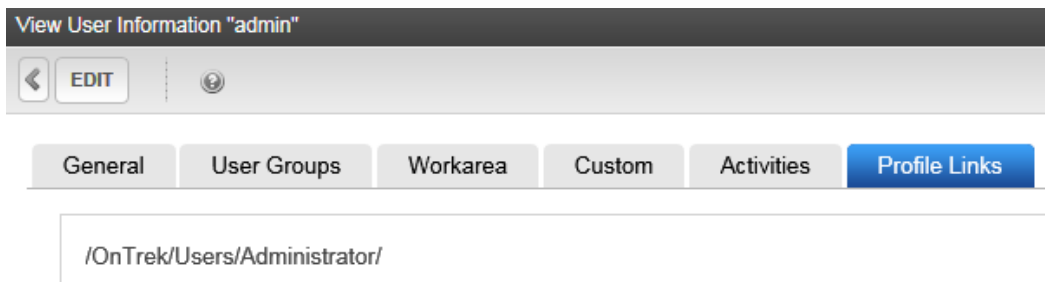 View User Information "admin"
EDIT
General User Groups Workarea Custom Activities Profile Links
/OnTrek/Users/Administrator/